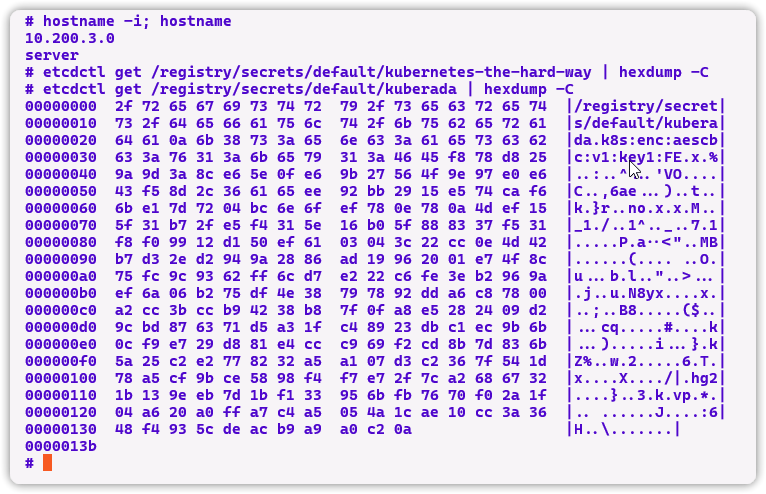 # hostname -i; hostname
10.200.3.0
server
# etcdctl get /registry/secrets/default/kubernetes-the-hard-way | hexdump -C
# etcdctl get /registry/secrets/default/kuberada | hexdump -C
00000000  2f 72 65 67 69 73 74 72  79 2f 73 65 63 72 65 74  |/registry/secret|
00000010  73 2f 64 65 66 61 75 6c  74 2f 6b 75 62 65 72 61  |s/default/kubera|
00000020  64 61 0a 6b 38 73 3a 65  6e 63 3a 61 65 73 63 62  |da.k8s:enc:aescb|
00000030  63 3a 76 31 3a 6b 65 79  31 3a 46 45 f8 78 d8 25  |c:v1:key1:FE.x.%|
00000040  9a 9d 3a 8c e6 5e 0f e6  9b 27 56 4f 9e 97 e0 e6  |..:..^...'VO....|
00000050  43 f5 8d 2c 36 61 65 ee  92 bb 29 15 e5 74 ca f6  |C..,6ae...)..t..|
00000060  6b e1 7d 72 04 bc 6e 6f  ef 78 0e 78 0a 4d ef 15  |k.}r..no.x.x.M..|
00000070  5f 31 b7 2f e5 f4 31 5e  16 b0 5f 88 83 37 f5 31  |_1./..1^.._..7.1|
00000080  f8 f0 99 12 d1 50 ef 61  03 04 3c 22 cc 0e 4d 42  |.....P.a..<"..MB|
00000090  b7 d3 2e d2 94 9a 28 86  ad 19 96 20 01 e7 4f 8c  |......(.... ..O.|
000000a0  75 fc 9c 93 62 ff 6c d7  e2 22 c6 fe 3e b2 96 9a  |u...b.l.."..>...|
000000b0  ef 6a 06 b2 75 df 4e 38  79 78 92 dd a6 c8 78 00  |.j..u.N8yx....x.|
000000c0  a2 cc 3b cc b9 42 38 b8  7f 0f a8 e5 28 24 09 d2  |..;..B8.....($..|
000000d0  9c bd 87 63 71 d5 a3 1f  c4 89 23 db c1 ec 9b 6b  |...cq.....#....k|
000000e0  0c f9 e7 29 d8 81 e4 cc  c9 69 f2 cd 8b 7d 83 6b  |...).....i...}.k|
000000f0  5a 25 c2 e2 77 82 32 a5  a1 07 d3 c2 36 7f 54 1d  |Z%..w.2.....6.T.|
00000100  78 a5 cf 9b ce 58 98 f4  f7 e7 2f 7c a2 68 67 32  |x....X..../|.hg2|
00000110  1b 13 9e eb 7d 1b f1 33  95 6b fb 76 70 f0 2a 1f  |....}..3.k.vp.*.|
00000120  04 a6 20 a0 ff a7 c4 a5  05 4a 1c ae 10 cc 3a 36  |.. ......J....:6|
00000130  48 f4 93 5c de ac b9 a9  a0 c2 0a                 |H..\.......|
0000013b
#